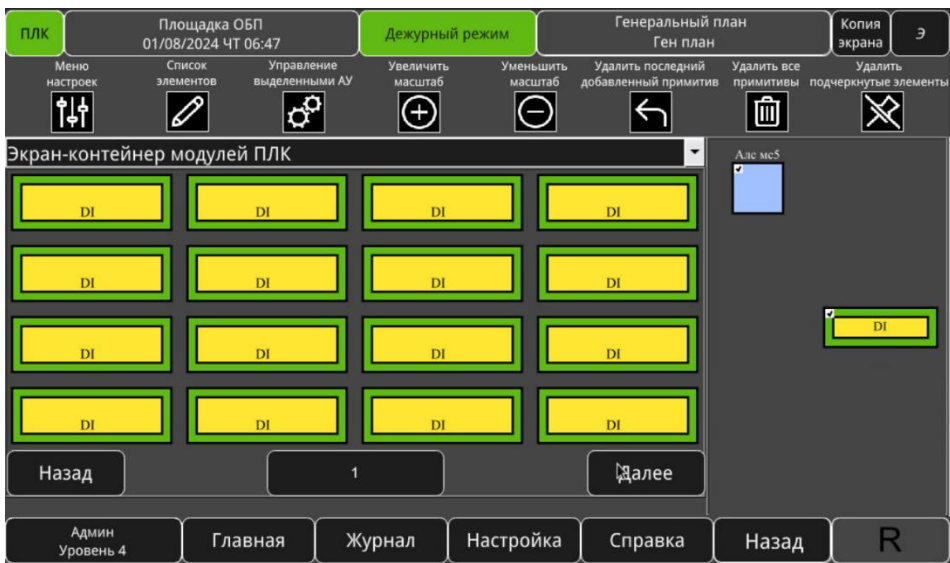 ПЛК
Площадка ОБП
01/08/2024 ЧТ 06:47
Дежурный режим
Генеральный план
Ген план
Копия
экрана
Э
Меню
настроек
Список
элементов
Управление
выделенными АУ
Увеличить
масштаб
Уменьшить
масштаб
Удалить последний
добавленный примитив
Удалить все
примитивы
Удалить
подчеркнутые элементы
Экран-контейнер модулей ПЛК
Алс мс5
DI DI DI DI
DI DI DI DI
DI
DI DI DI DI
DI DI DI DI
Назад
1
Далее
Админ
Уровень 4
Главная
Журнал
Настройка
Справка
Назад
R